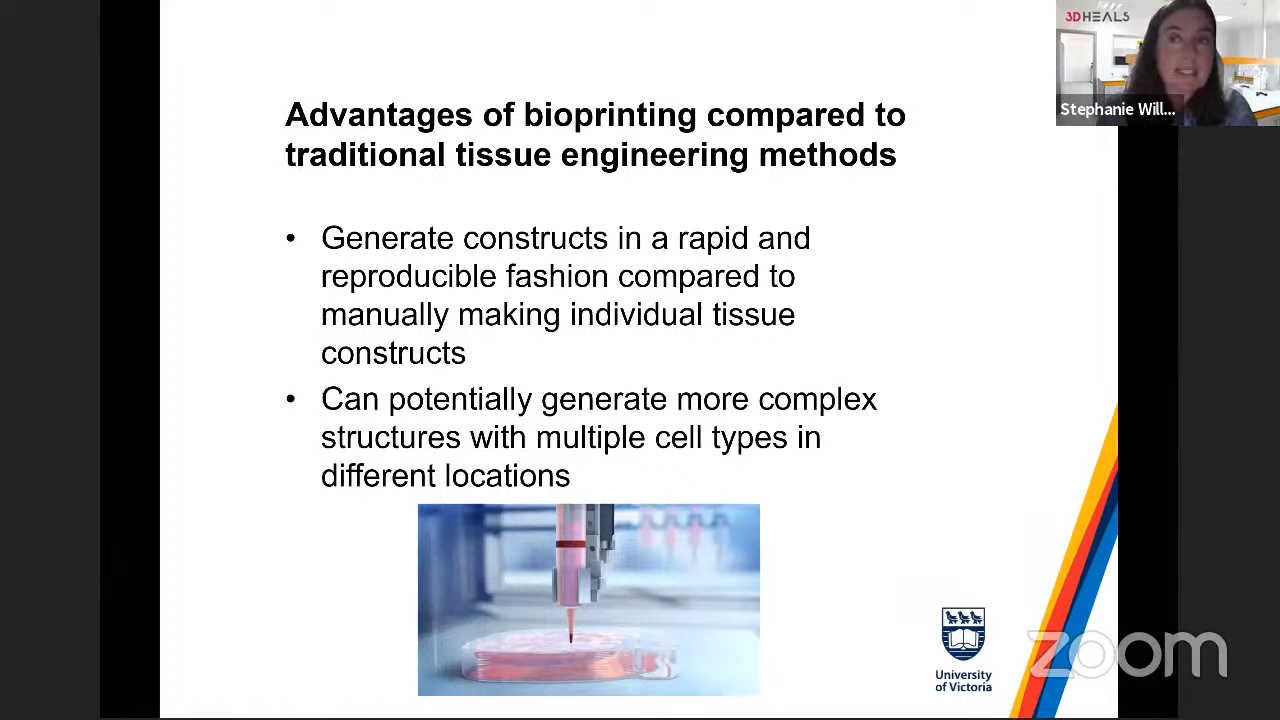 3DHEALS
Stephanie Will...
Advantages of bioprinting compared to
traditional tissue engineering methods
• Generate constructs in a rapid and
reproducible fashion compared to
manually making individual tissue
constructs
• Can potentially generate more complex
structures with multiple cell types in
different locations
University
of Victoria
zoom